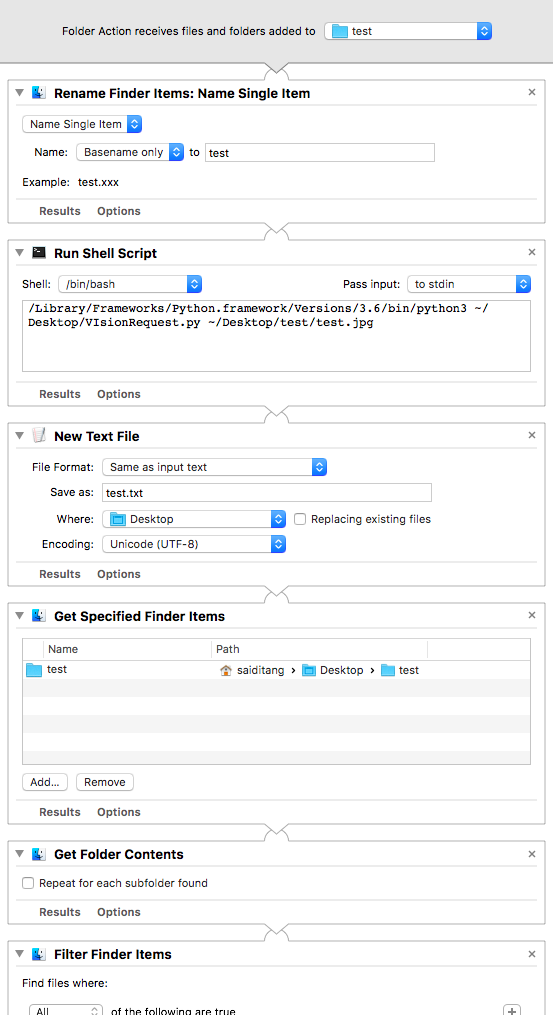 Folder Action receives files and folders added to test
Rename Finder Items: Name Single Item
Name Single Item
Name: Basename only to test
Example: test.xxx
Results Options
Run Shell Script
Shell: /bin/bash Pass input: to stdin
/Library/Frameworks/Python.framework/Versions/3.6/bin/python3 ~/
Desktop/VIsionRequest.py ~/Desktop/test/test.jpg
Results Options
New Text File
File Format: Same as input text
Save as: test.txt
Where: Desktop Replacing existing files
Encoding: Unicode (UTF-8)
Results Options
Get Specified Finder Items
Name Path
test saiditang › Desktop › test
Add... Remove
Results Options
Get Folder Contents
Repeat for each subfolder found
Results Options
Filter Finder Items
Find files where:
All of the following are true